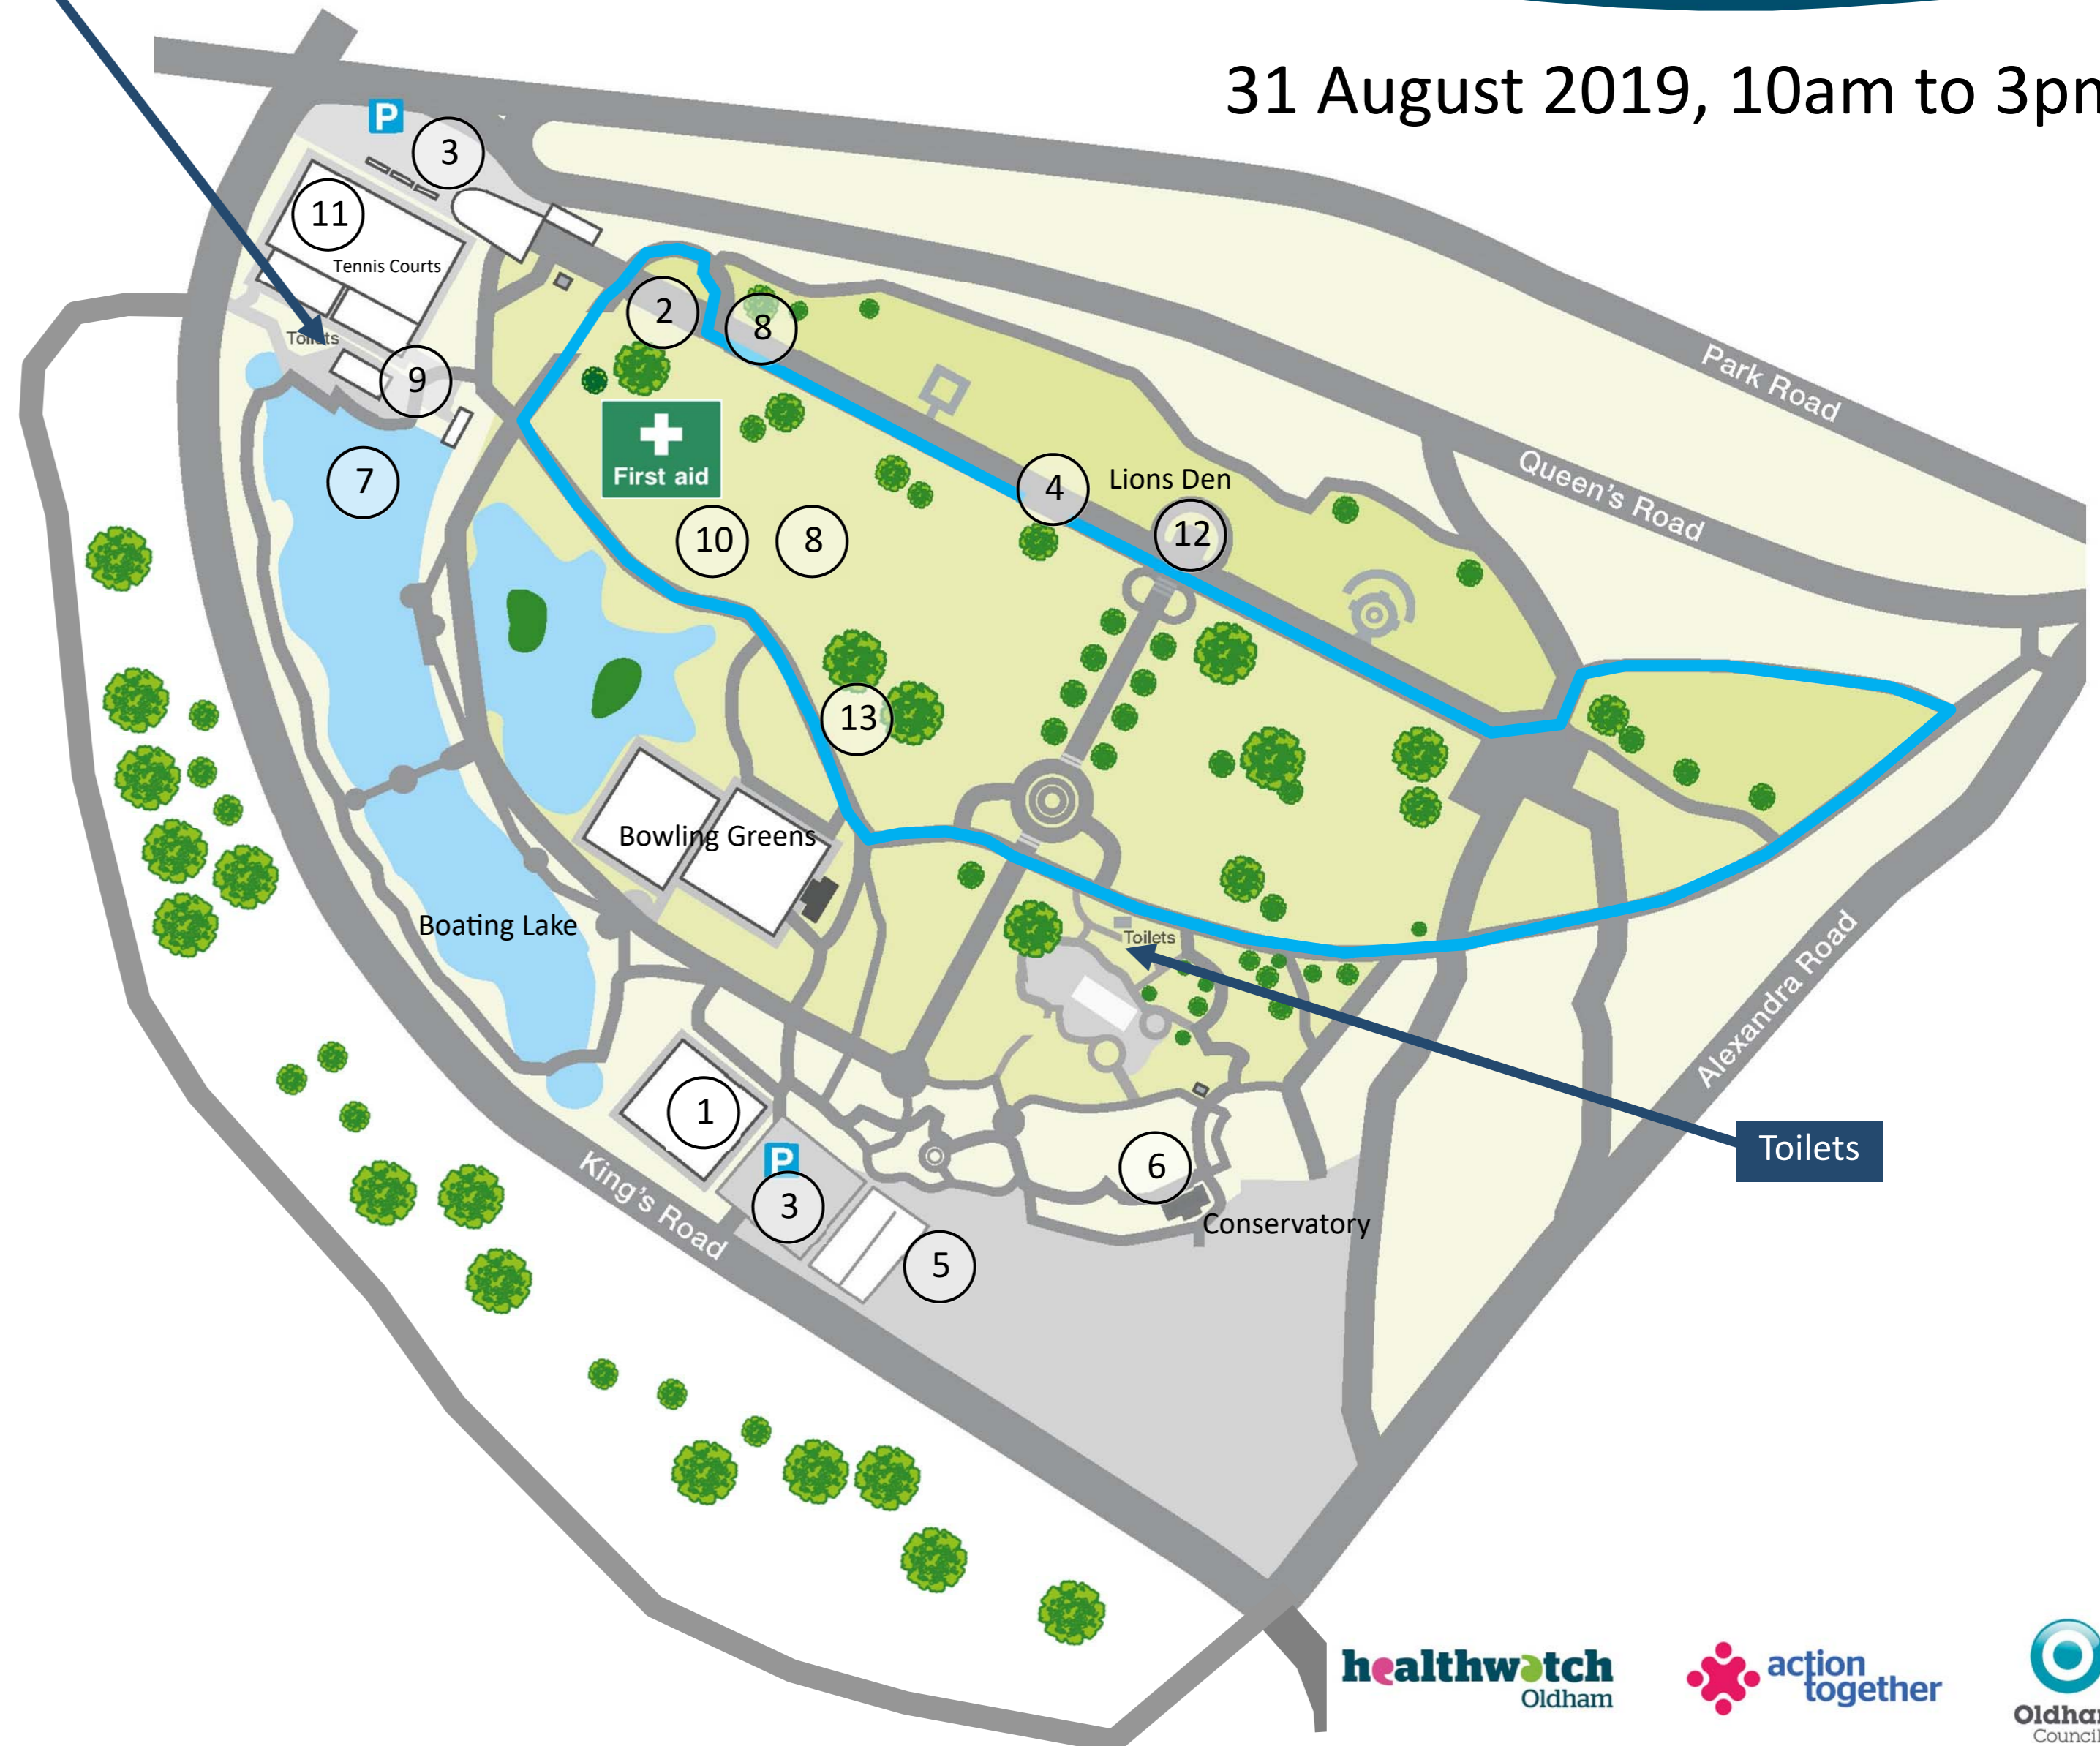 31 August 2019, 10am to 3pm
P
3
11
Tennis Courts
2
8
Toilets
9
Park Road
First aid
7
4
Lions Den
Queen's Road
12
10
8
13
Bowling Greens
Boating Lake
Toilets
Alexandra Road
1
Toilets
P
6
King's Road
3
Conservatory
5
healthwatch
Oldham
action
together
Oldham
Council